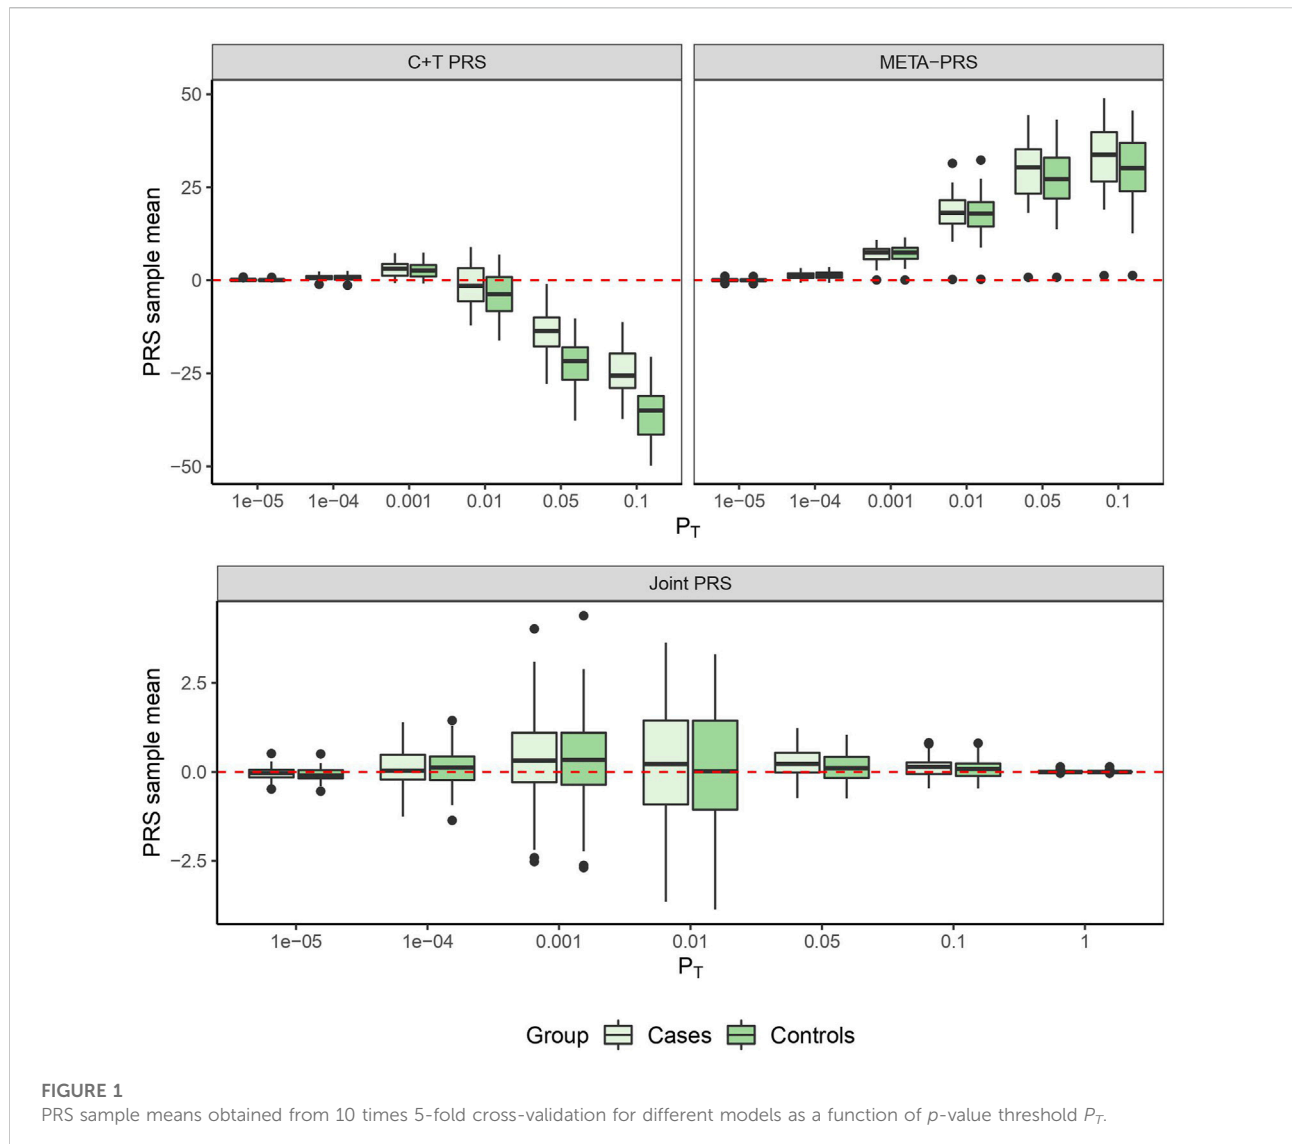 C+T PRS
META−PRS
PRS sample mean
50
25
0
−25
−50
1e−05 1e−04 0.001 0.01 0.05 0.1
1e−05 1e−04 0.001 0.01 0.05 0.1
P_T
Joint PRS
PRS sample mean
2.5
0.0
−2.5
1e−05 1e−04 0.001 0.01 0.05 0.1 1
P_T
Group Cases Controls
FIGURE 1
PRS sample means obtained from 10 times 5-fold cross-validation for different models as a function of p-value threshold P_T.